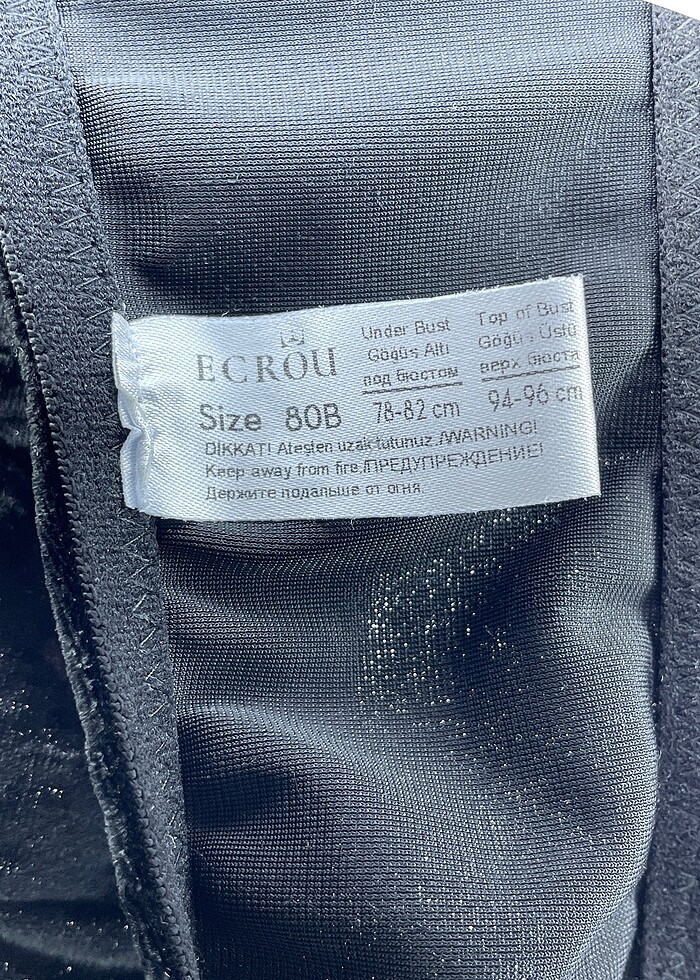 ECROU
Under Bust
Göğüs Altı
под бюстом
78-82 cm
Top of Bust
Göğüs Üstü
верх бюста
94-96 cm
Size 80B
DİKKAT! Ateşten uzak tutunuz./WARNING!
Keep away from fire./ПРЕДУПРЕЖДЕНИЕ!
Держите подальше от огня.